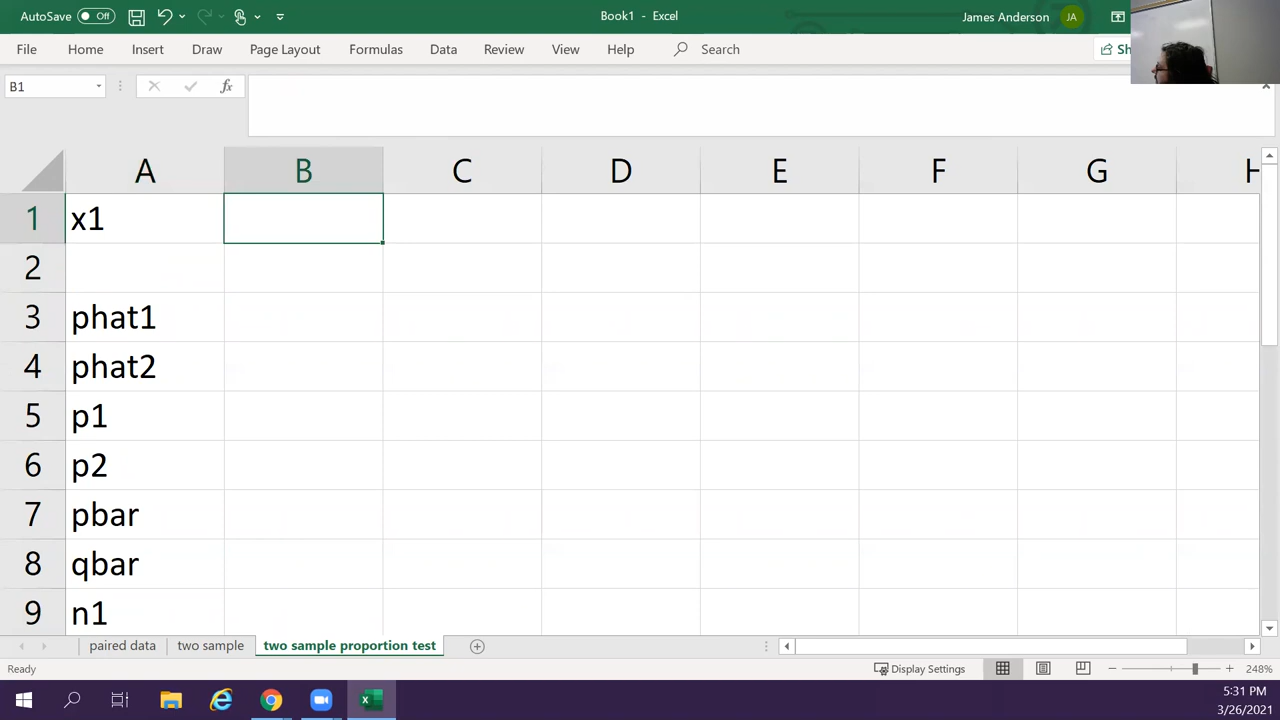 AutoSave Off Book1 - Excel James Anderson JA
File Home Insert Draw Page Layout Formulas Data Review View Help Search Sh
B1 fx
A B C D E F G H
1 x1
2
3 phat1
4 phat2
5 p1
6 p2
7 pbar
8 qbar
9 n1
paired data two sample two sample proportion test
Ready Display Settings 248%
5:31 PM
3/26/2021